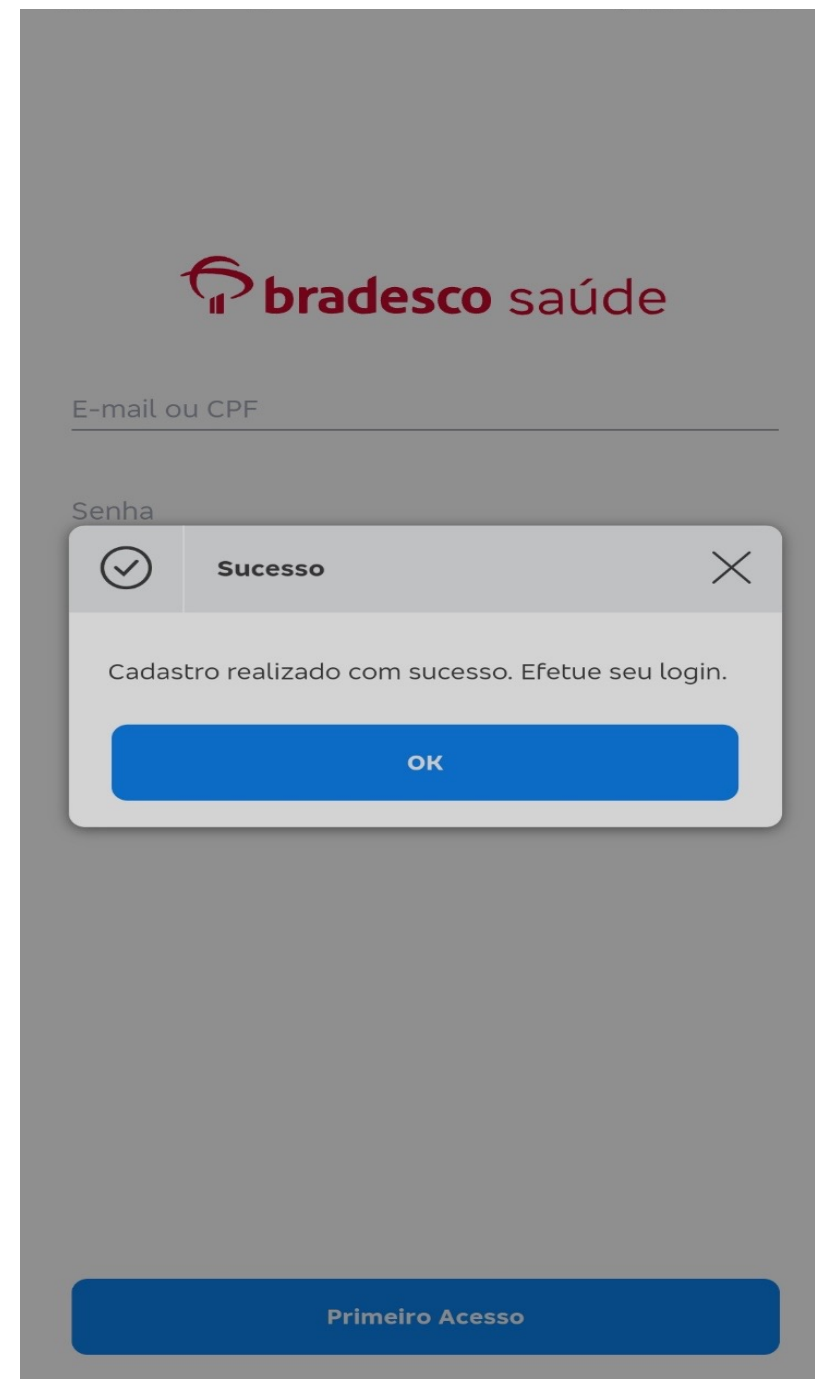 bradesco saúde
E-mail ou CPF
Senha
Sucesso
Cadastro realizado com sucesso. Efetue seu login.
OK
Primeiro Acesso